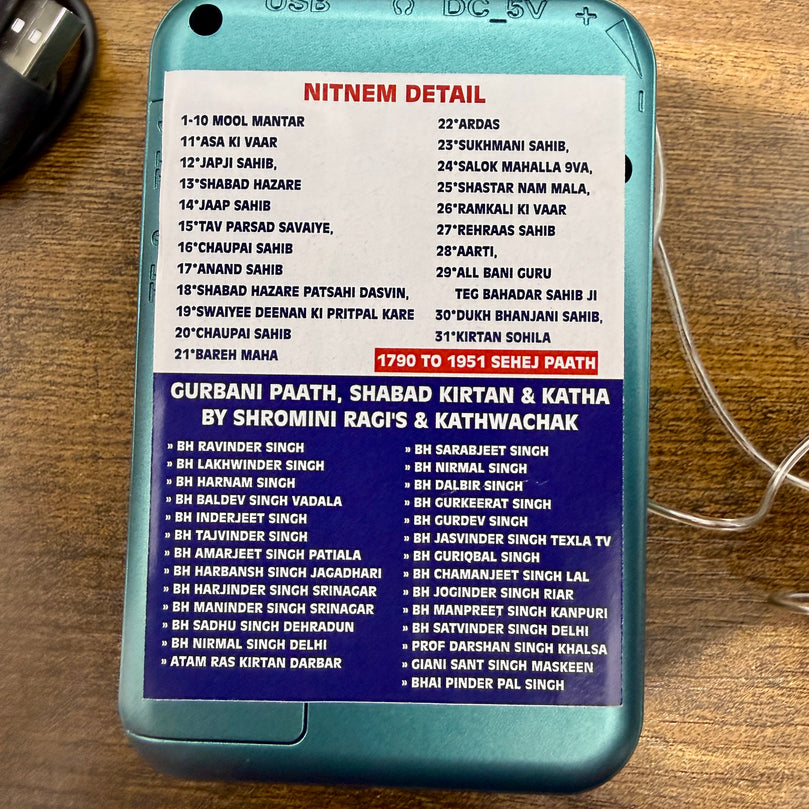 USB DC_5V +
-
NITNEM DETAIL
1-10 MOOL MANTAR
11*ASA KI VAAR
12*JAPJI SAHIB,
13*SHABAD HAZARE
14*JAAP SAHIB
15*TAV PARSAD SAVAIYE,
16*CHAUPAI SAHIB
17*ANAND SAHIB
18*SHABAD HAZARE PATSAHI DASVIN,
19*SWAIYEE DEENAN KI PRITPAL KARE
20*CHAUPAI SAHIB
21*BAREH MAHA
22*ARDAS
23*SUKHMANI SAHIB,
24*SALOK MAHALLA 9VA,
25*SHASTAR NAM MALA,
26*RAMKALI KI VAAR
27*REHRAAS SAHIB
28*AARTI,
29*ALL BANI GURU
TEG BAHADAR SAHIB JI
30*DUKH BHANJANI SAHIB,
31*KIRTAN SOHILA
1790 TO 1951 SEHEJ PAATH
GURBANI PAATH, SHABAD KIRTAN & KATHA
BY SHROMINI RAGI'S & KATHWACHAK
» BH RAVINDER SINGH
» BH LAKHWINDER SINGH
» BH HARNAM SINGH
» BH BALDEV SINGH VADALA
» BH INDERJEET SINGH
» BH TAJVINDER SINGH
» BH AMARJEET SINGH PATIALA
» BH HARBANSH SINGH JAGADHARI
» BH HARJINDER SINGH SRINAGAR
» BH MANINDER SINGH SRINAGAR
» BH SADHU SINGH DEHRADUN
» BH NIRMAL SINGH DELHI
» ATAM RAS KIRTAN DARBAR
» BH SARABJEET SINGH
» BH NIRMAL SINGH
» BH DALBIR SINGH
» BH GURKEERAT SINGH
» BH GURDEV SINGH
» BH JASVINDER SINGH TEXLA TV
» BH GURIQBAL SINGH
» BH CHAMANJEET SINGH LAL
» BH JOGINDER SINGH RIAR
» BH MANPREET SINGH KANPURI
» BH SATVINDER SINGH DELHI
» PROF DARSHAN SINGH KHALSA
» GIANI SANT SINGH MASKEEN
» BHAI PINDER PAL SINGH